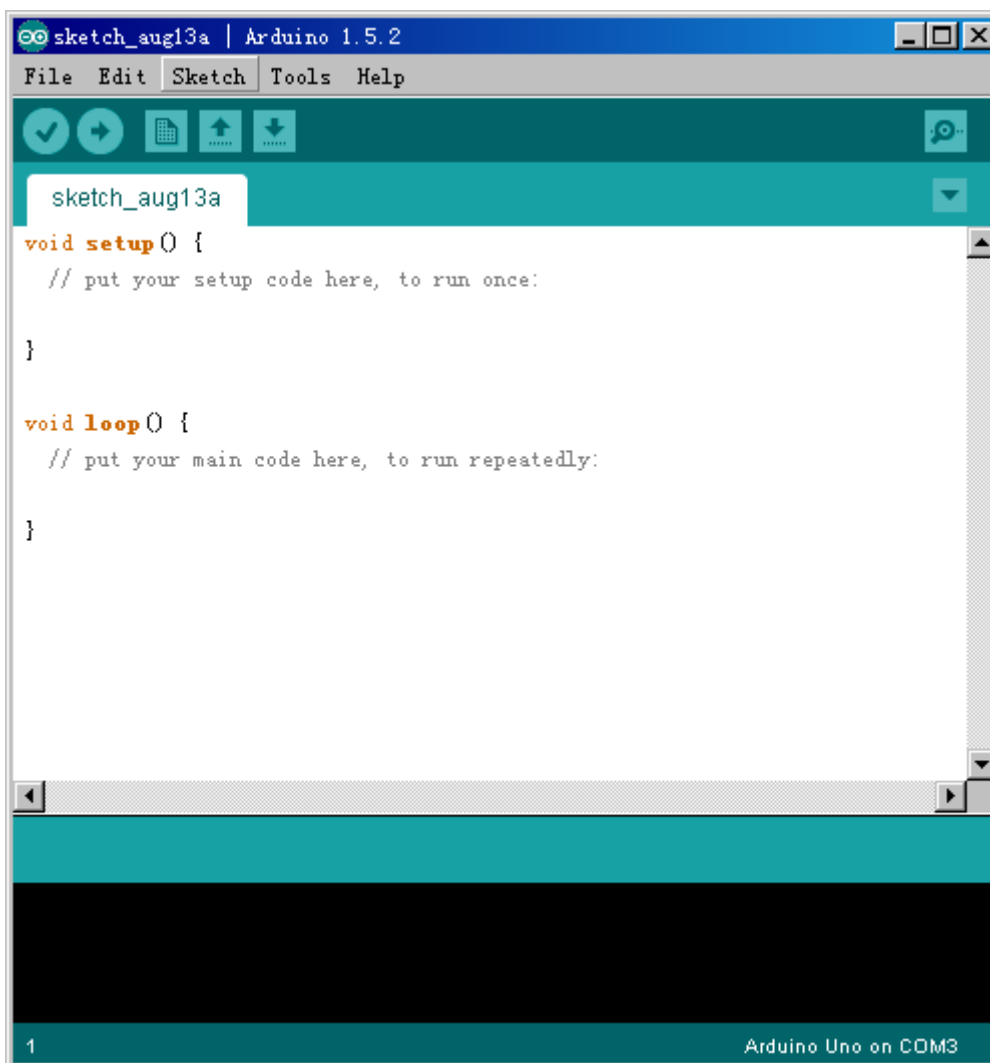 sketch_aug13a | Arduino 1.5.2
File Edit Sketch Tools Help
sketch_aug13a
void setup() {
// put your setup code here, to run once:
}
void loop() {
// put your main code here, to run repeatedly:
}
1 Arduino Uno on COM3